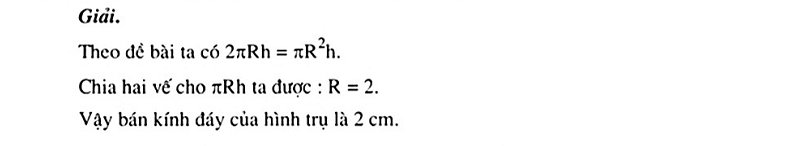 Giải.
Theo đề bài ta có 2πRh = πR²h.
Chia hai vế cho πRh ta được : R = 2.
Vậy bán kính đáy của hình trụ là 2 cm.